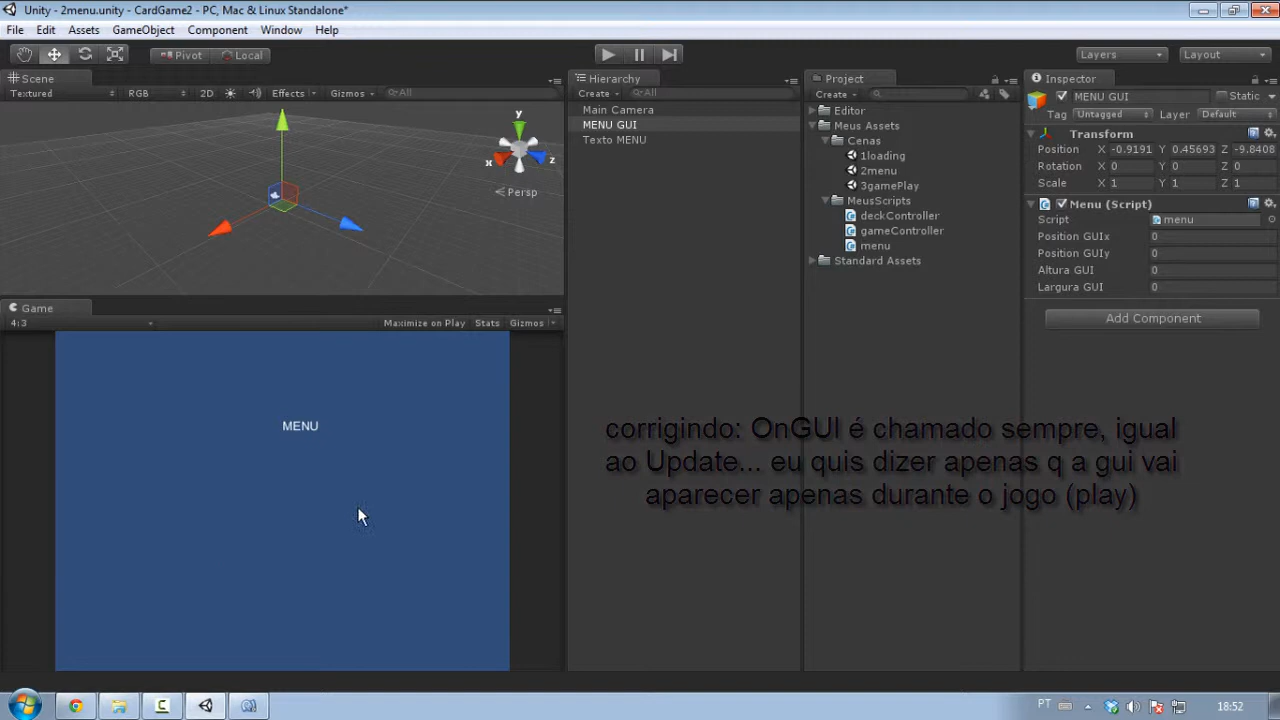 Unity - 2menu.unity - CardGame2 - PC, Mac & Linux Standalone*
File Edit Assets GameObject Component Window Help
Pivot Local Layers Layout
Scene
Textured RGB 2D Effects Gizmos All
y
x z
Persp
Game
4:3 Maximize on Play Stats Gizmos
MENU
Hierarchy
Create All
Main Camera
MENU GUI
Texto MENU
Project
Create
Editor
Meus Assets
Cenas
1loading
2menu
3gamePlay
MeusScripts
deckController
gameController
menu
Standard Assets
Inspector
MENU GUI Static
Tag Untagged Layer Default
Transform
Position X -0.9191 Y 0.45693 Z -9.8408
Rotation X 0 Y 0 Z 0
Scale X 1 Y 1 Z 1
Menu (Script)
Script menu
Position GUIx 0
Position GUIy 0
Altura GUI 0
Largura GUI 0
Add Component
corrigindo: OnGUI é chamado sempre, igual
ao Update... eu quis dizer apenas q a gui vai
aparecer apenas durante o jogo (play)
PT 18:52